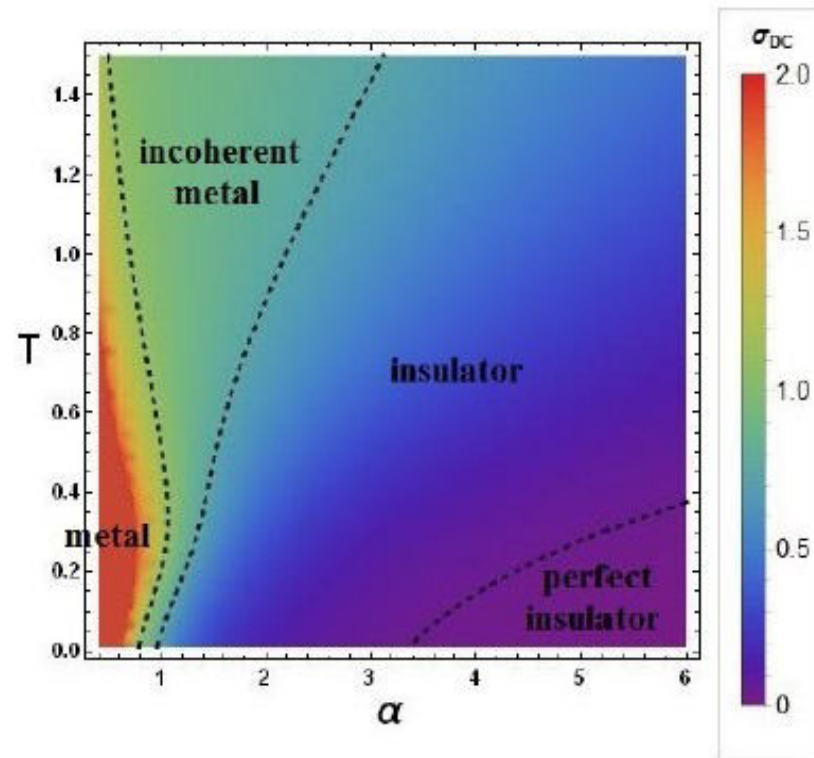 σDC
2.0
1.5
1.0
0.5
0
T
1.4
1.2
1.0
0.8
0.6
0.4
0.2
0.0
incoherent
metal
insulator
metal
perfect
insulator
1 2 3 4 5 6
α